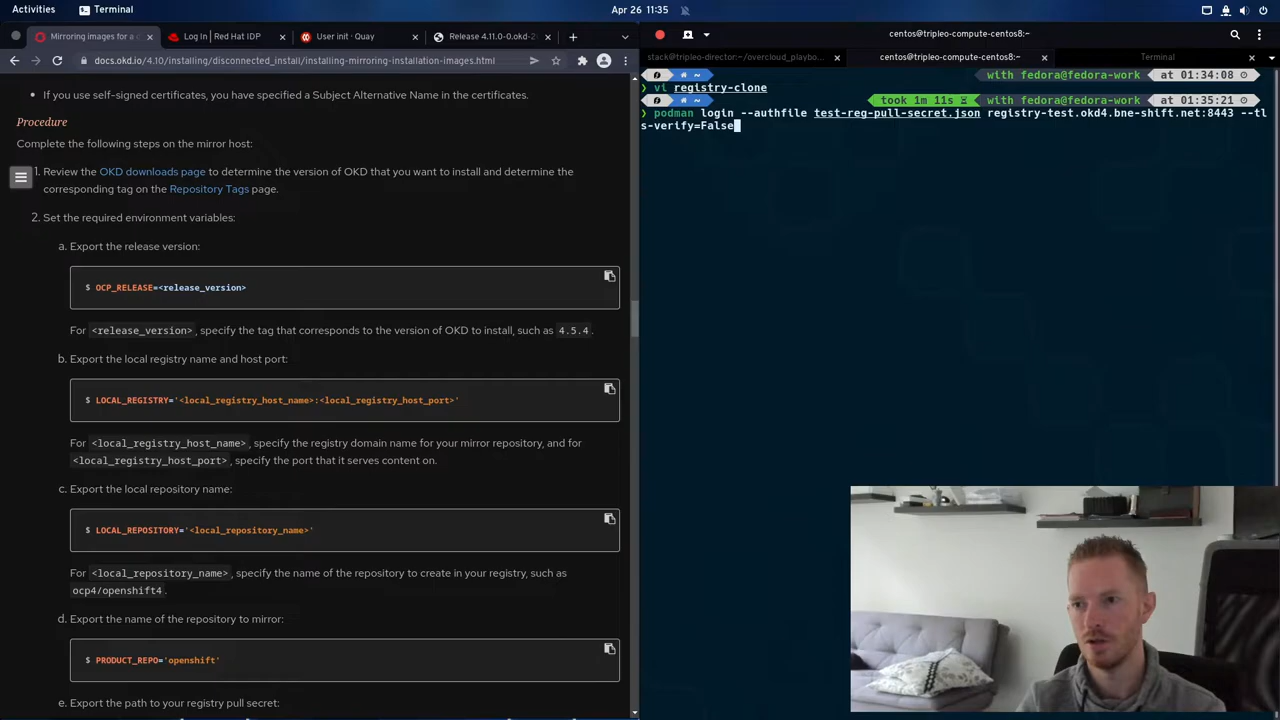 Activities
Terminal
Apr 26 11:35
Mirroring images for a c
Log In | Red Hat IDP
User init · Quay
Release 4.11.0-0.okd-2
centos@tripleo-compute-centos8:~
docs.okd.io/4.10/installing/disconnected_install/installing-mirroring-installation-images.html
stack@tripleo-director:~/overcloud_playbo...
centos@tripleo-compute-centos8:~
Terminal
~ with fedora@fedora-work at 01:34:08
❯ vi registry-clone
~ took 1m 11s with fedora@fedora-work at 01:35:21
❯ podman login --authfile test-reg-pull-secret.json registry-test.okd4.bne-shift.net:8443 --tl
s-verify=False
• If you use self-signed certificates, you have specified a Subject Alternative Name in the certificates.
Procedure
Complete the following steps on the mirror host:
1. Review the OKD downloads page to determine the version of OKD that you want to install and determine the
corresponding tag on the Repository Tags page.
2. Set the required environment variables:
a. Export the release version:
$ OCP_RELEASE=<release_version>
For <release_version>, specify the tag that corresponds to the version of OKD to install, such as 4.5.4.
b. Export the local registry name and host port:
$ LOCAL_REGISTRY='<local_registry_host_name>:<local_registry_host_port>'
For <local_registry_host_name>, specify the registry domain name for your mirror repository, and for
<local_registry_host_port>, specify the port that it serves content on.
c. Export the local repository name:
$ LOCAL_REPOSITORY='<local_repository_name>'
For <local_repository_name>, specify the name of the repository to create in your registry, such as
ocp4/openshift4.
d. Export the name of the repository to mirror:
$ PRODUCT_REPO='openshift'
e. Export the path to your registry pull secret: